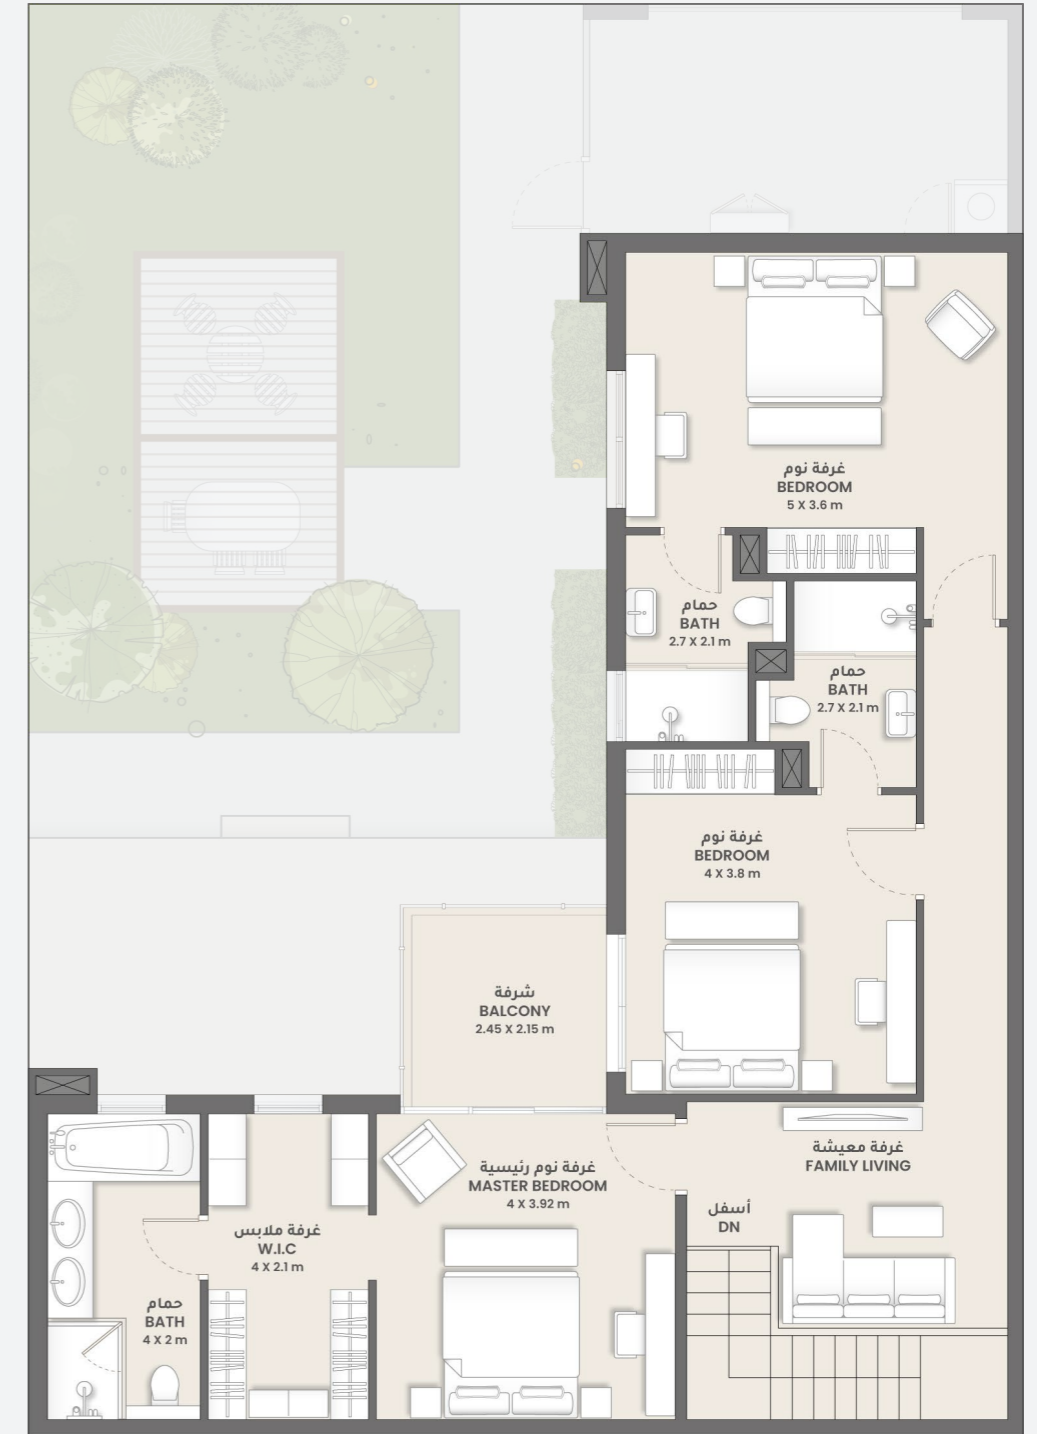 غرفة نوم
BEDROOM
5 X 3.6 m
حمام
BATH
2.7 X 2.1 m
حمام
BATH
2.7 X 2.1 m
غرفة نوم
BEDROOM
4 X 3.8 m
شرفة
BALCONY
2.45 X 2.15 m
غرفة معيشة
FAMILY LIVING
غرفة نوم رئيسية
MASTER BEDROOM
4 X 3.92 m
أسفل
DN
غرفة ملابس
W.I.C
4 X 2.1 m
حمام
BATH
4 X 2 m